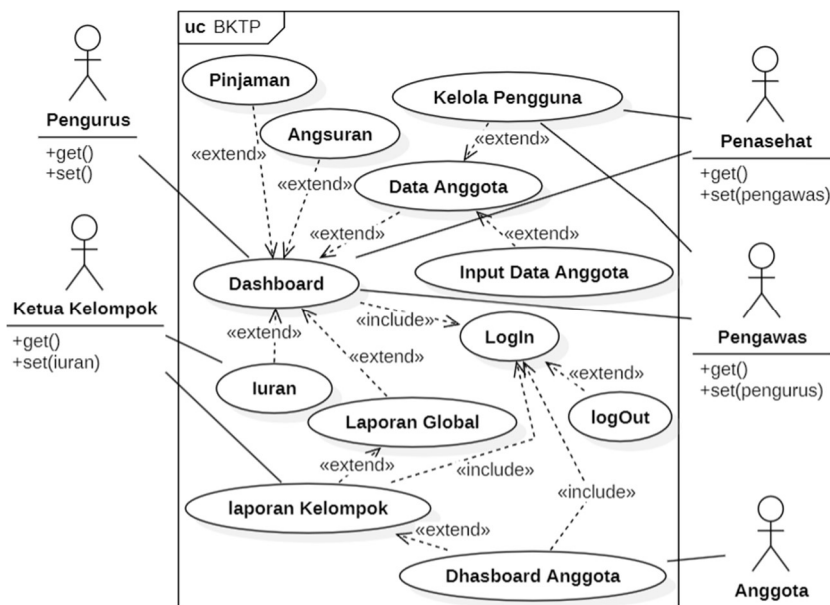 uc BKTP
Pinjaman
Kelola Pengguna
Pengurus
+get()
+set()
Angsuran
«extend»
«extend»
Penasehat
+get()
+set(pengawas)
«extend»
Data Anggota
«extend»
«extend»
Ketua Kelompok
+get()
+set(iuran)
Dashboard
Input Data Anggota
«include»
LogIn
Pengawas
+get()
+set(pengurus)
«extend»
«extend»
«extend»
Iuran
Laporan Global
logOut
«extend»
«include»
«include»
laporan Kelompok
«extend»
Dhasboard Anggota
Anggota